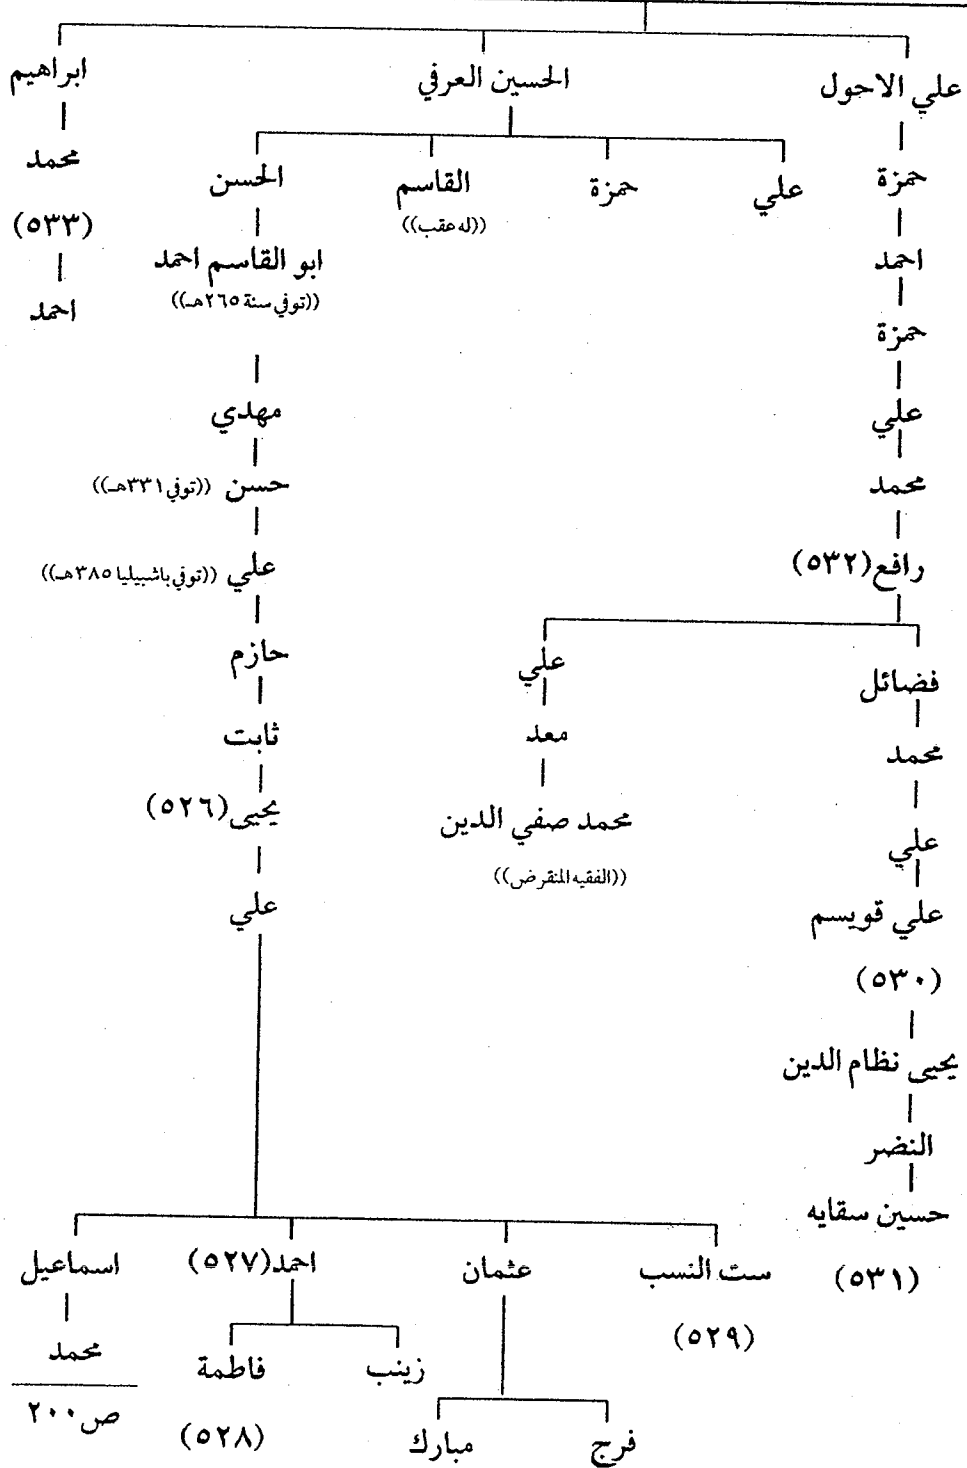 علي الاحول
الحسين العرفي
ابراهيم
حمزة
احمد
حمزة
علي
محمد
رافع (٥٣٢)
فضائل
محمد
علي
علي قويسم
(٥٣٠)
يحيى نظام الدين
النضر
حسين سقايه
(٥٣١)
علي
معد
محمد صفي الدين
((الفقيه المنقرض))
علي
حمزة
القاسم
((له عقب))
الحسن
ابو القاسم احمد
((توفي سنة ٢٦٥هـ))
مهدي
حسن ((توفي ٣٣١هـ))
علي ((توفي باشبيليا ٣٨٥هـ))
حازم
ثابت
يحيى (٥٢٦)
علي
ست النسب
(٥٢٩)
عثمان
فرج
مبارك
احمد (٥٢٧)
زينب
فاطمة
(٥٢٨)
اسماعيل
محمد
ص٢٠٠
محمد
(٥٣٣)
احمد